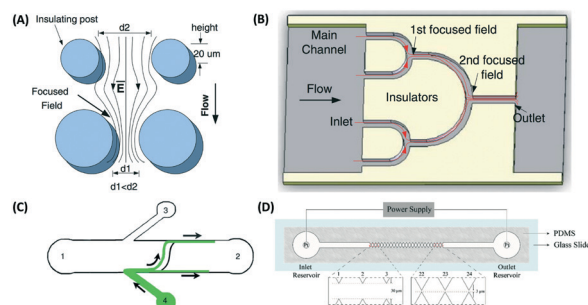 (A)
Insulating post
d2
height
20 um
E
Focused
Field
Flow
d1
d1<d2
(B)
Main
Channel
1st focused field
2nd focused
field
Flow
Insulators
Inlet
Outlet
(C)
1
2
3
4
(D)
Power Supply
PDMS
Glass Slide
Pt
Pt
Inlet
Reservoir
Outlet
Reservoir
1 2 3
22 23 24